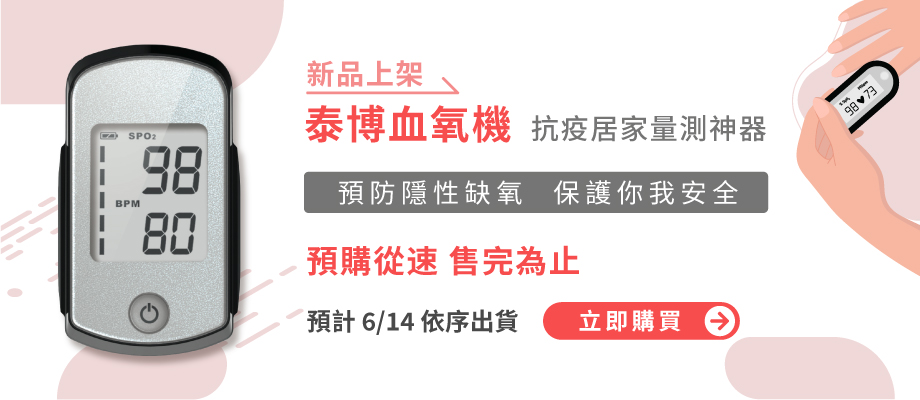 新品上架
泰博血氧機 抗疫居家量測神器
預防隱性缺氧 保護你我安全
預購從速 售完為止
預計 6/14 依序出貨 立即購買
SPO₂
98
BPM
80
98 ♥ 73